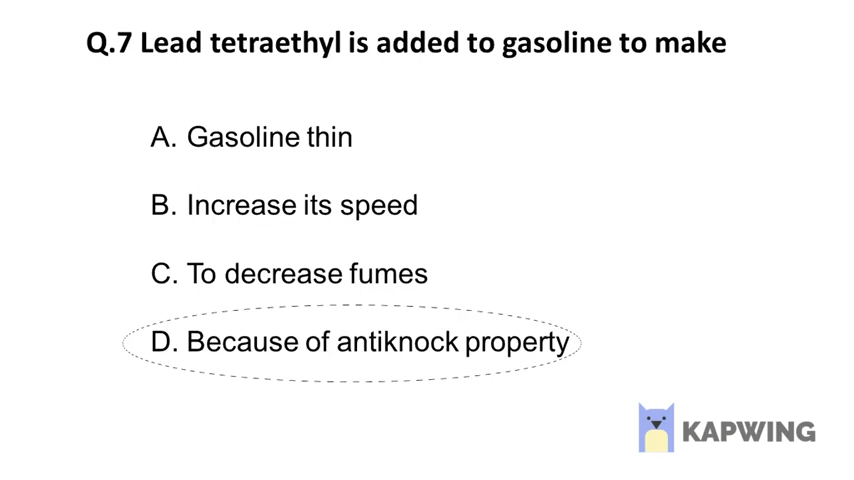 Q.7 Lead tetraethyl is added to gasoline to make
A. Gasoline thin
B. Increase its speed
C. To decrease fumes
D. Because of antiknock property
KAPWING